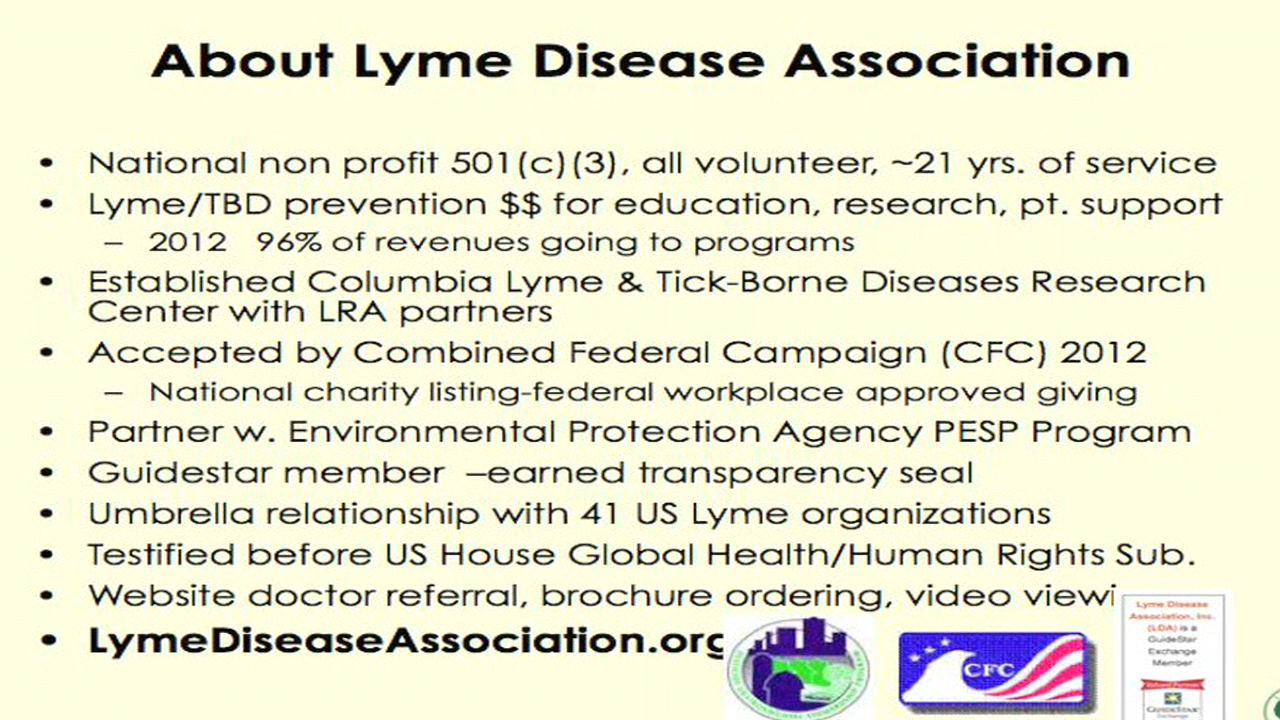 About Lyme Disease Association
• National non profit 501(c)(3), all volunteer, ~21 yrs. of service
• Lyme/TBD prevention $$ for education, research, pt. support
– 2012 96% of revenues going to programs
• Established Columbia Lyme & Tick-Borne Diseases Research
Center with LRA partners
• Accepted by Combined Federal Campaign (CFC) 2012
– National charity listing-federal workplace approved giving
• Partner w. Environmental Protection Agency PESP Program
• Guidestar member –earned transparency seal
• Umbrella relationship with 41 US Lyme organizations
• Testified before US House Global Health/Human Rights Sub.
• Website doctor referral, brochure ordering, video viewi
• LymeDiseaseAssociation.org
CFC
Lyme Disease
Association, Inc.
(LDA) is a
GuideStar
Exchange
Member
GUIDESTAR
Exchange